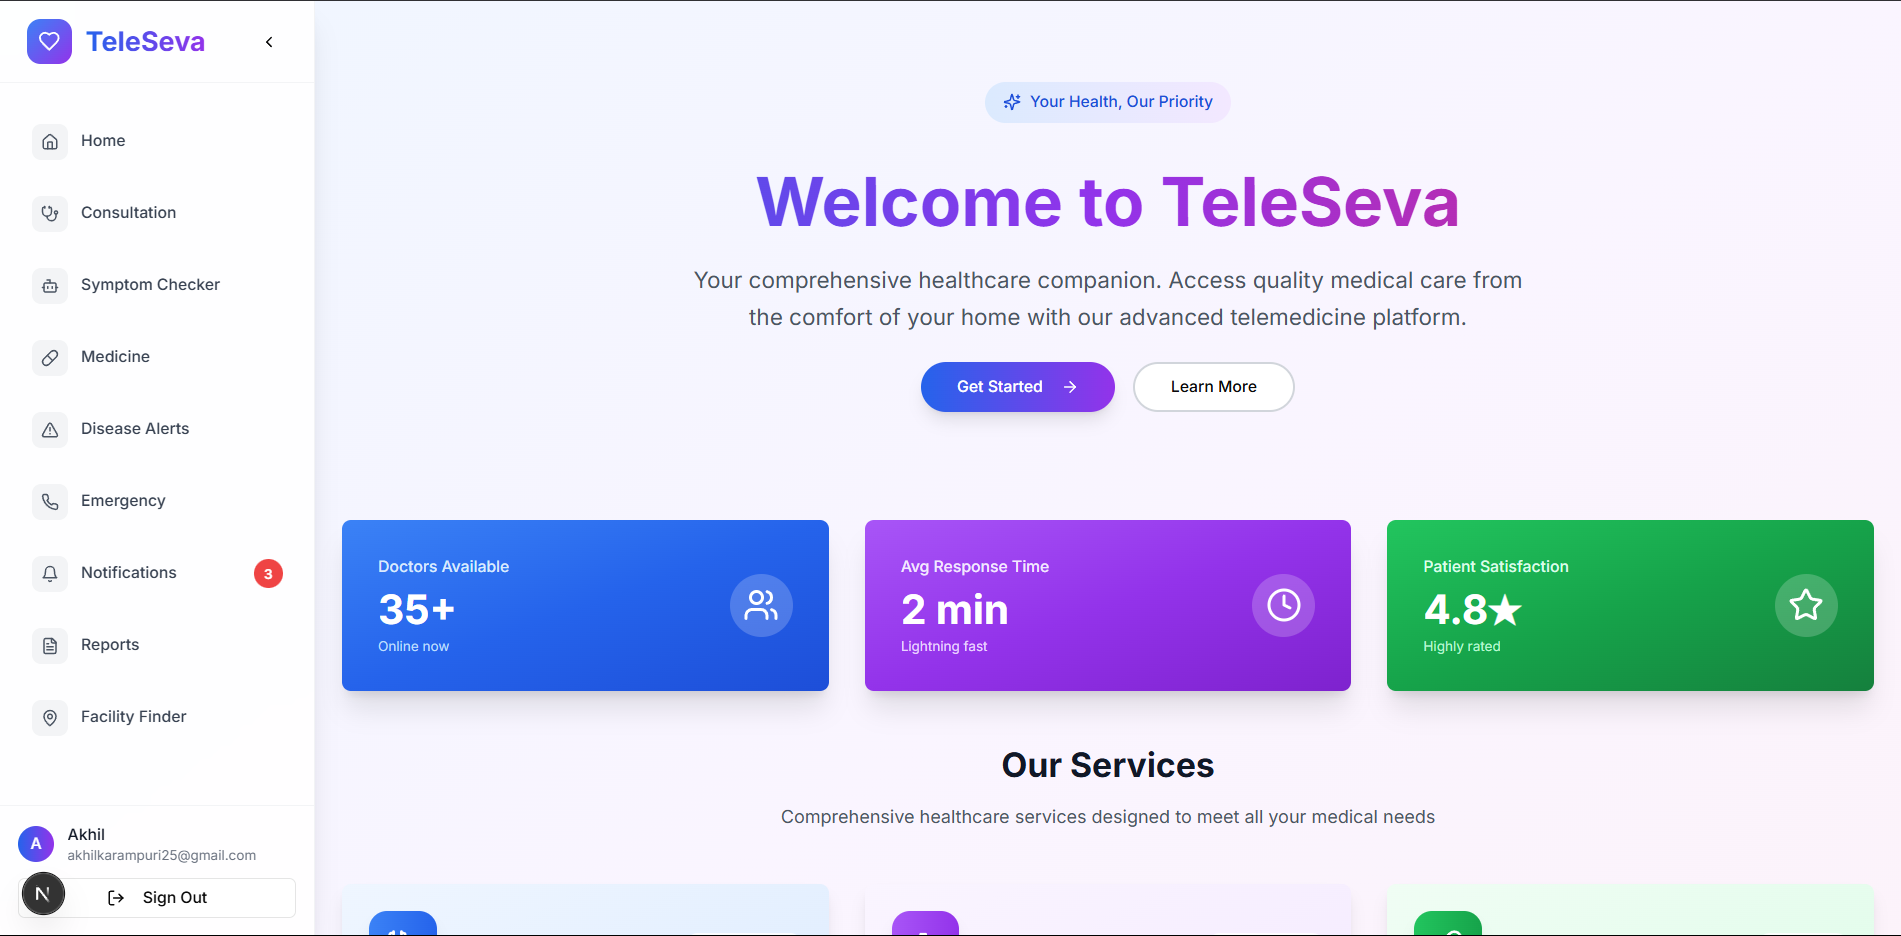 TeleSeva
Home
Consultation
Symptom Checker
Medicine
Disease Alerts
Emergency
Notifications 3
Reports
Facility Finder
A
Akhil
akhilkarampuri25@gmail.com
N
Sign Out
Your Health, Our Priority
Welcome to TeleSeva
Your comprehensive healthcare companion. Access quality medical care from
the comfort of your home with our advanced telemedicine platform.
Get Started →
Learn More
Doctors Available
35+
Online now
Avg Response Time
2 min
Lightning fast
Patient Satisfaction
4.8★
Highly rated
Our Services
Comprehensive healthcare services designed to meet all your medical needs